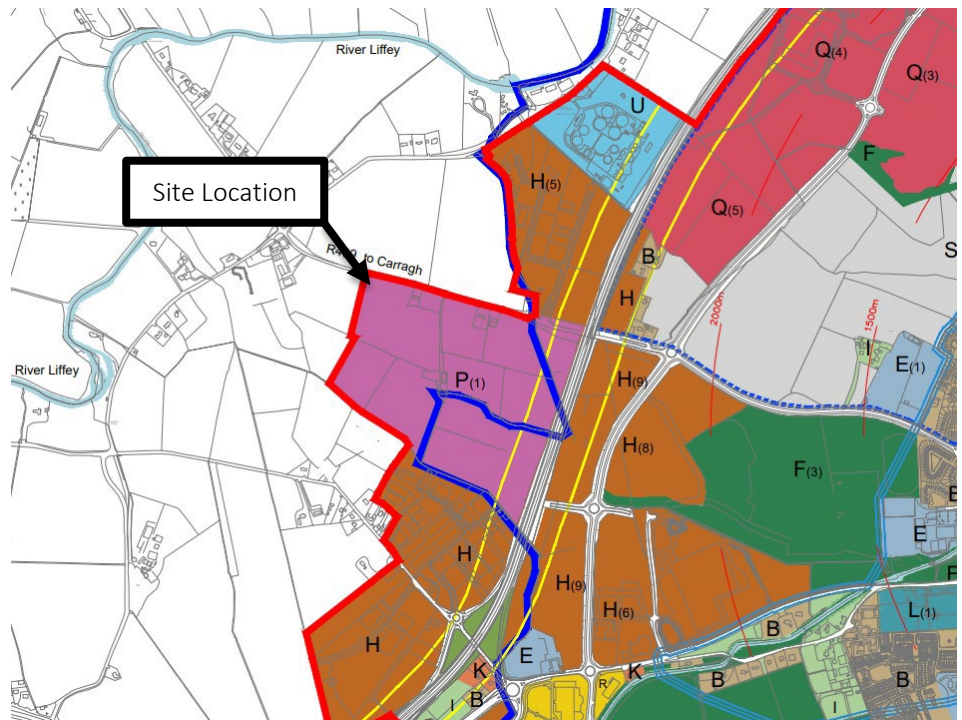 River Liffey
U
Q(4)
Q(3)
F
Site Location
H(5)
Q(5)
B
S
R409 to Carragh
H
2000m
1500m
I
E(1)
River Liffey
P(1)
H(9)
H(8)
F(3)
B
E
H
H(9)
H(6)
F
L(1)
B
H
E
K
B
K
R
B
B
I
I